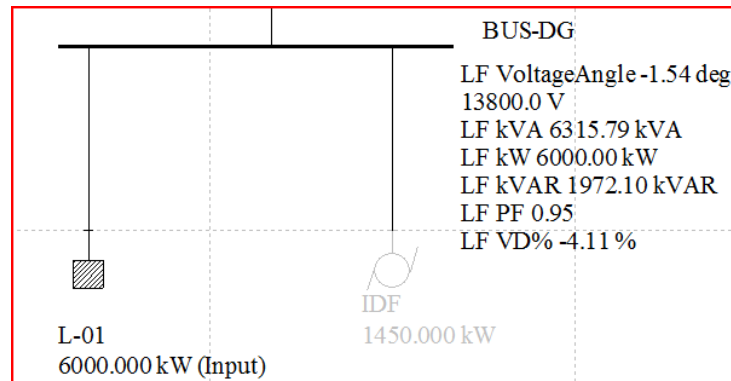 BUS-DG
LF VoltageAngle -1.54 deg
13800.0 V
LF kVA 6315.79 kVA
LF kW 6000.00 kW
LF kVAR 1972.10 kVAR
LF PF 0.95
LF VD% -4.11 %
IDF
1450.000 kW
L-01
6000.000 kW (Input)